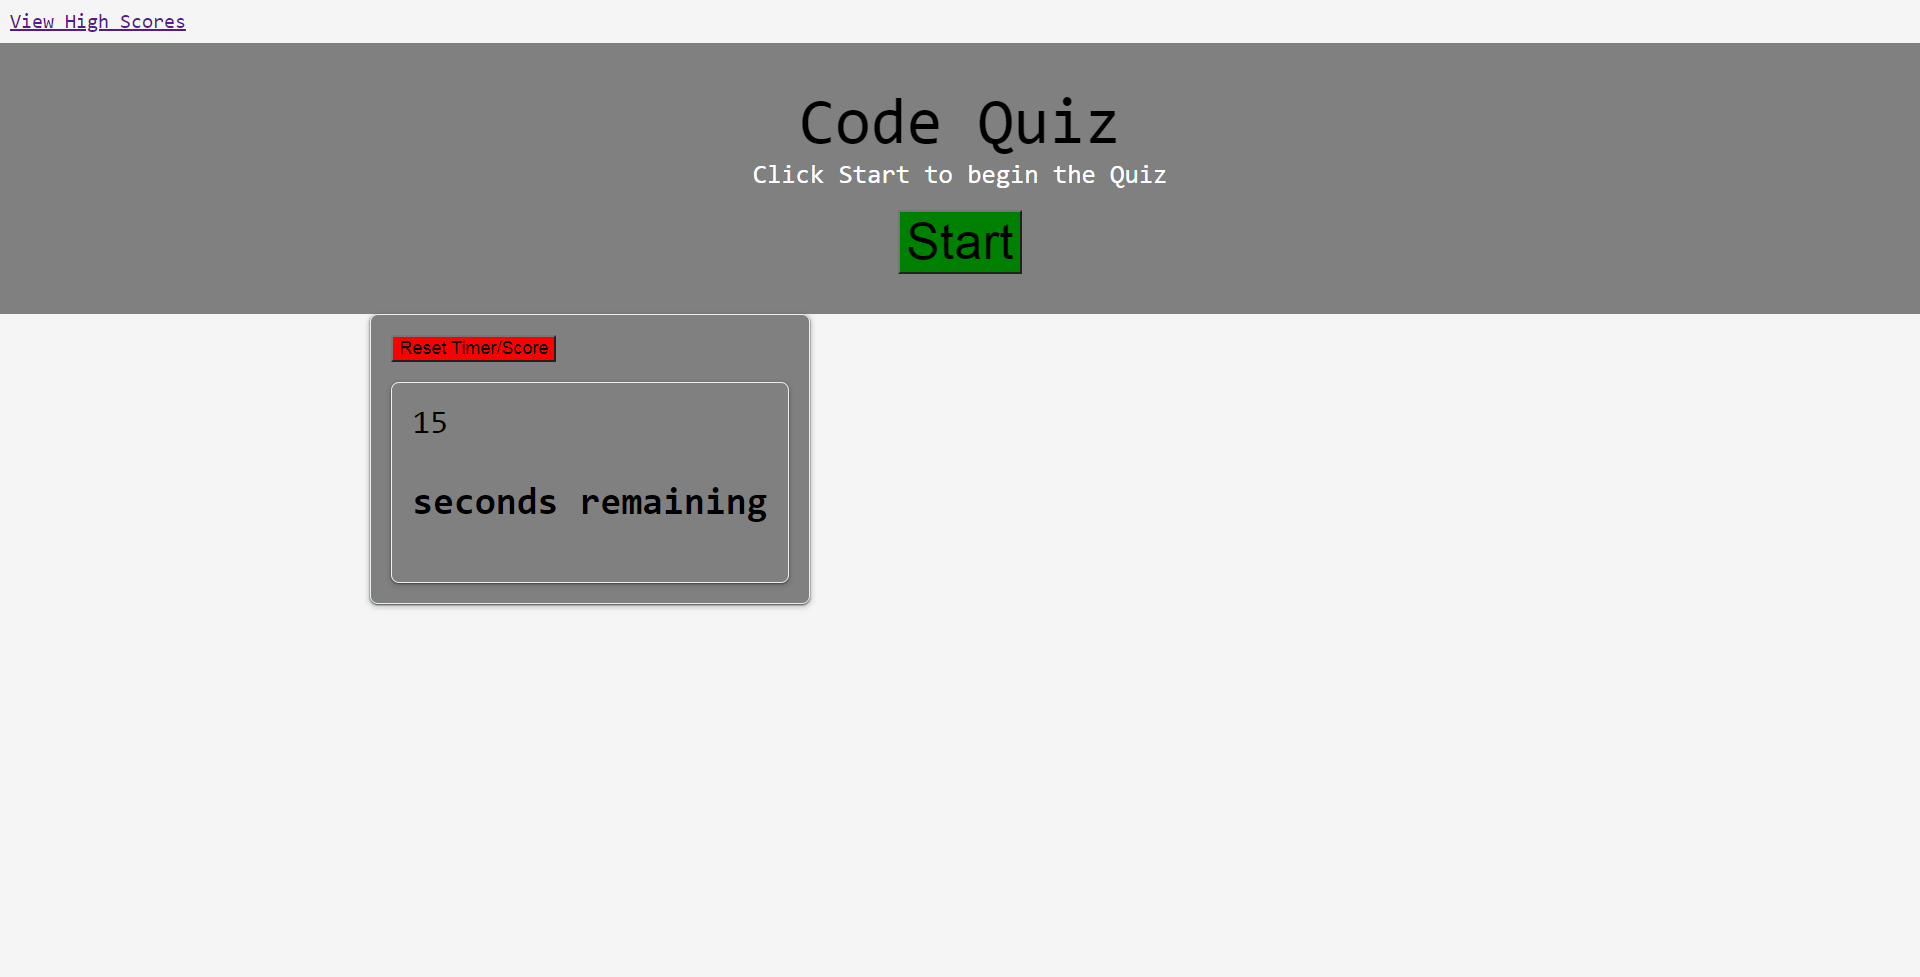 View High Scores
Code Quiz
Click Start to begin the Quiz
Start
Reset Timer/Score
15
seconds remaining